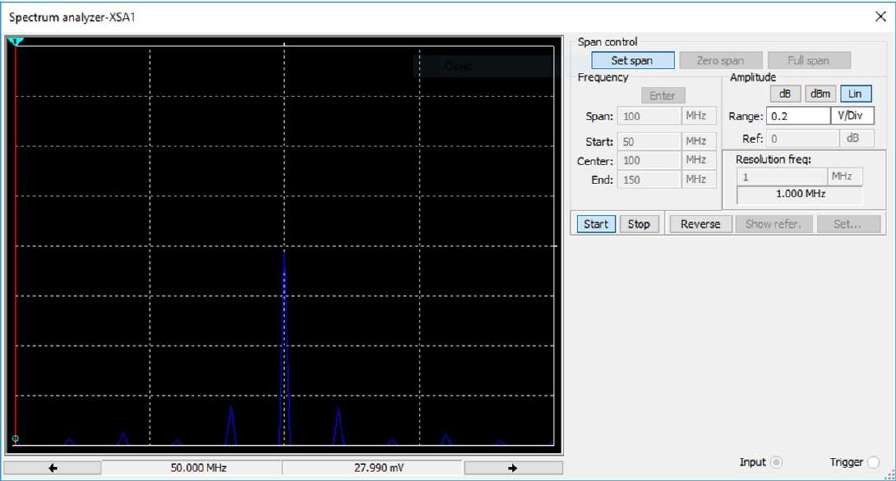 Spectrum analyzer-XSA1
Span control
Set span Zero span Full span
Frequency
Enter
Span: 100 MHz
Start: 50 MHz
Center: 100 MHz
End: 150 MHz
Amplitude
dB dBm Lin
Range: 0.2 V/Div
Ref: 0 dB
Resolution freq:
1 MHz
1.000 MHz
Start Stop Reverse Show refer. Set...
50.000 MHz 27.990 mV
Input Trigger